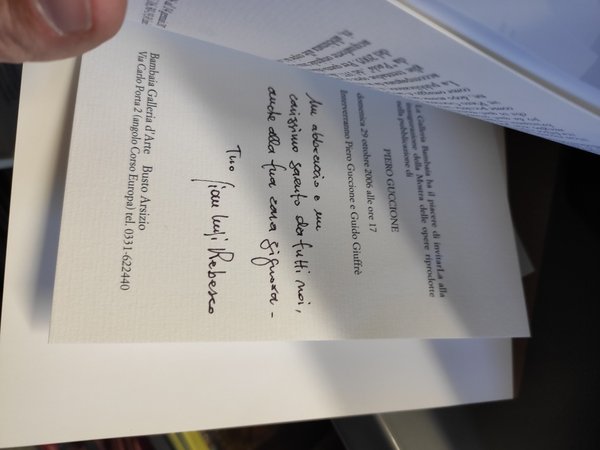 La Galleria Bambaia ha il piacere di invitarLa alla
inaugurazione della Mostra delle opere riprodotte
nella pubblicazione di
PIERO GUCCIONE
domenica 29 ottobre 2006 alle ore 17
Interverranno Piero Guccione e Guido Giuffrè
Un abbraccio e un
carissimo saluto da tutti noi,
anche alla tua cara signora -
Tuo Gian Luigi Rebesco
Bambaia Galleria d'Arte Busto Arsizio
Via Carlo Porta 2 (angolo Corso Europa) tel. 0331-622440